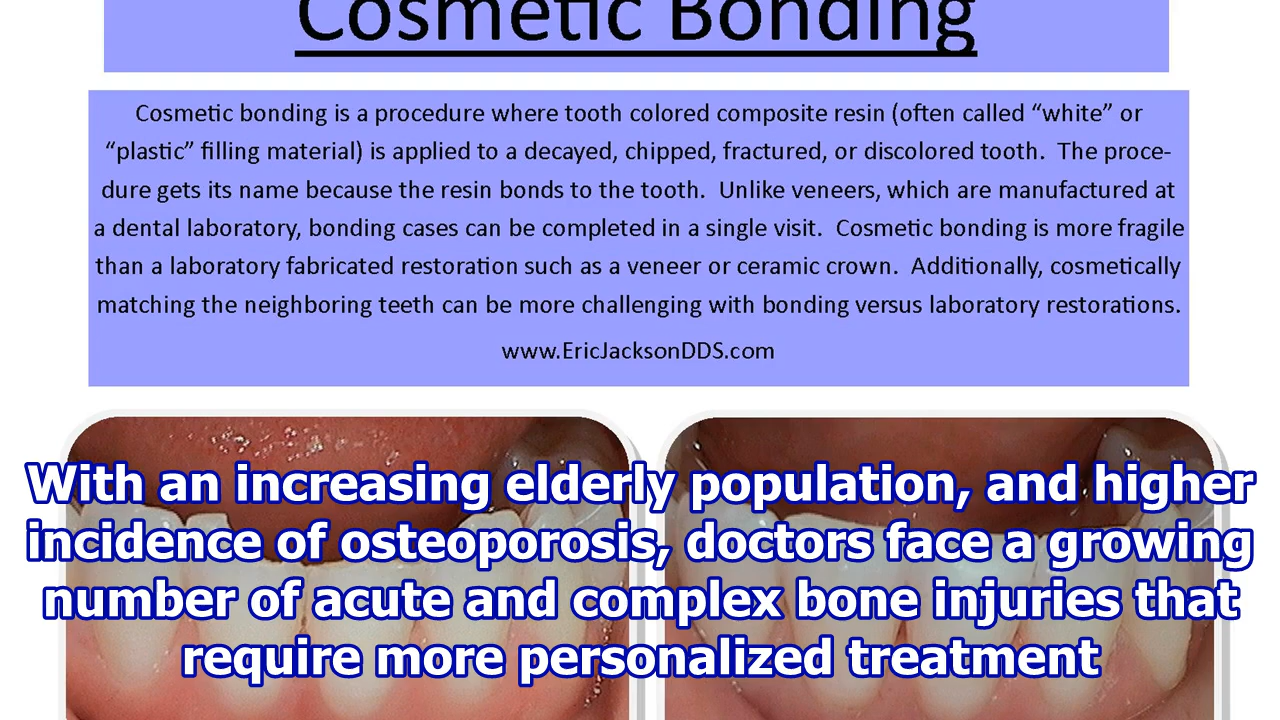 Cosmetic Bonding
Cosmetic bonding is a procedure where tooth colored composite resin (often called “white” or
“plastic” filling material) is applied to a decayed, chipped, fractured, or discolored tooth.  The proce-
dure gets its name because the resin bonds to the tooth.  Unlike veneers, which are manufactured at
a dental laboratory, bonding cases can be completed in a single visit.  Cosmetic bonding is more fragile
than a laboratory fabricated restoration such as a veneer or ceramic crown.  Additionally, cosmetically
matching the neighboring teeth can be more challenging with bonding versus laboratory restorations.
www.EricJacksonDDS.com
With an increasing elderly population, and higher
incidence of osteoporosis, doctors face a growing
number of acute and complex bone injuries that
require more personalized treatment